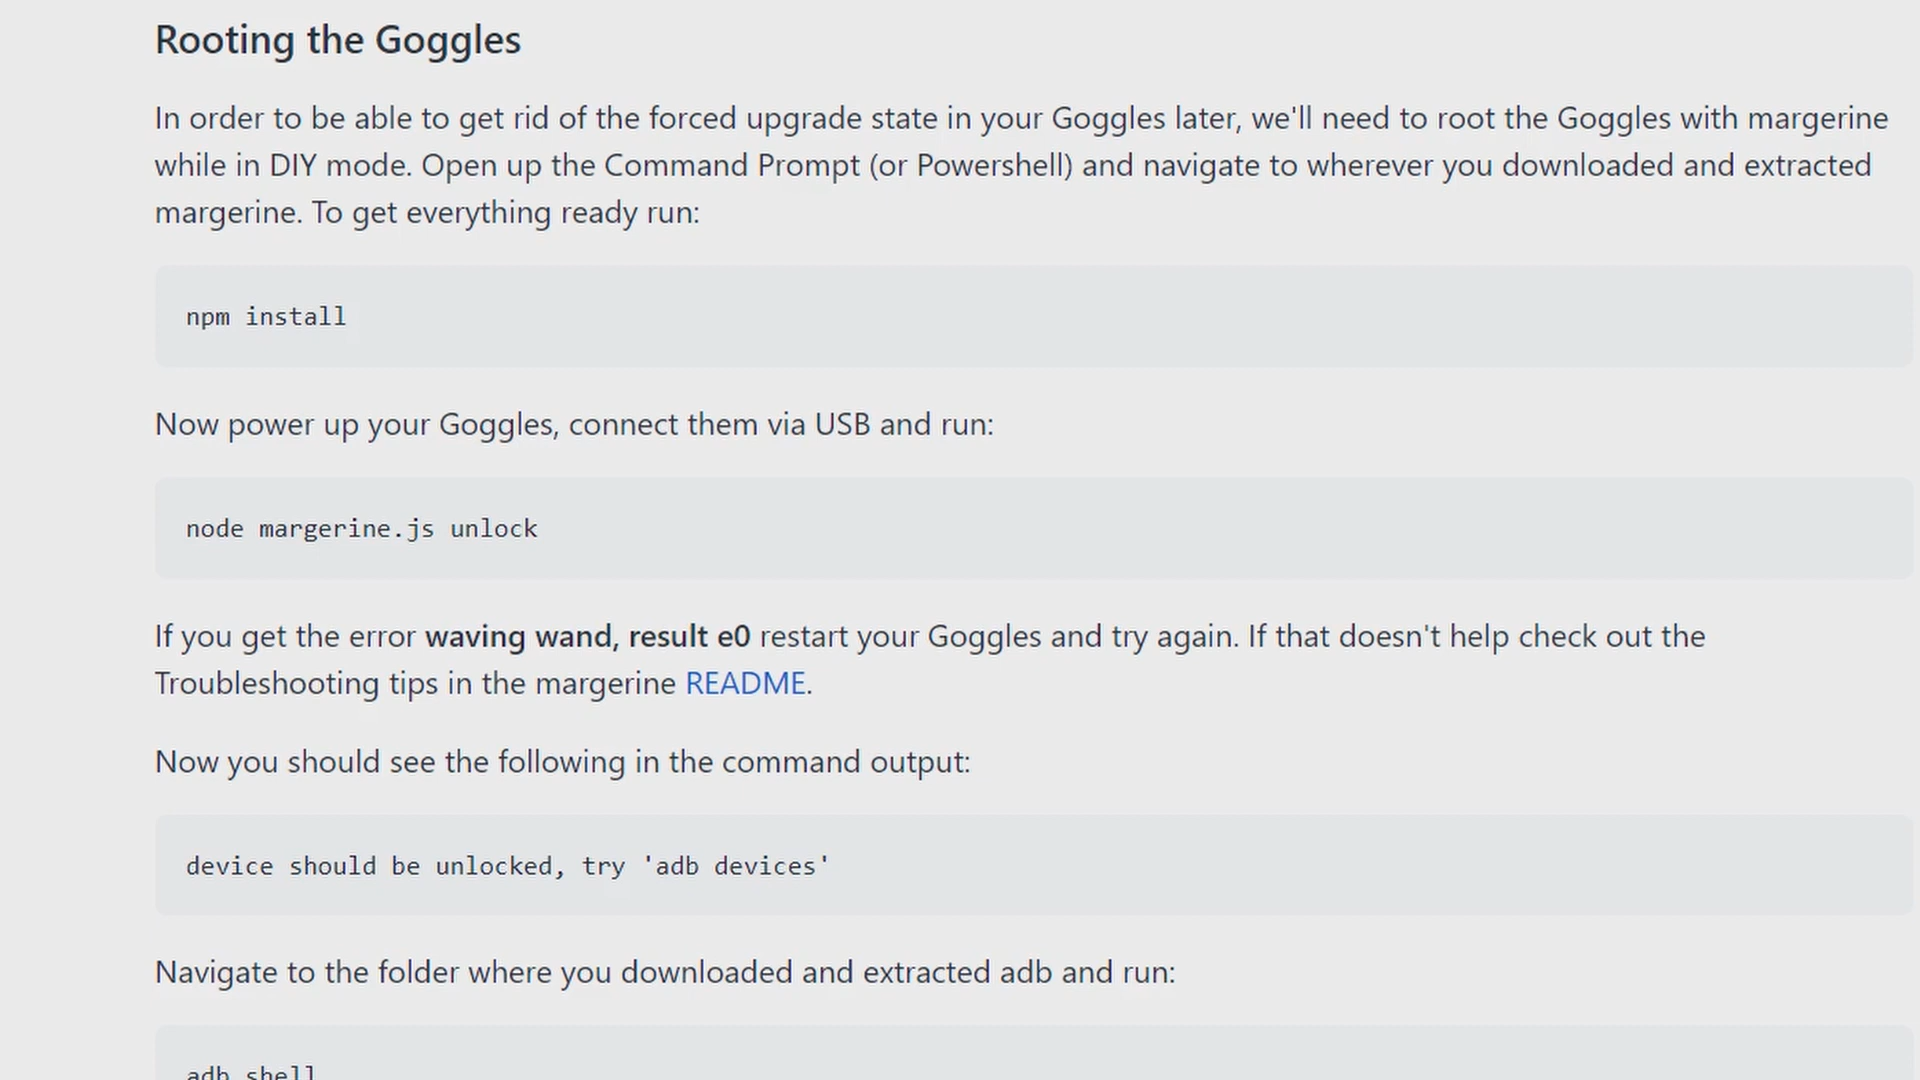 Rooting the Goggles
In order to be able to get rid of the forced upgrade state in your Goggles later, we'll need to root the Goggles with margerine
while in DIY mode. Open up the Command Prompt (or Powershell) and navigate to wherever you downloaded and extracted
margerine. To get everything ready run:
npm install
Now power up your Goggles, connect them via USB and run:
node margerine.js unlock
If you get the error waving wand, result e0 restart your Goggles and try again. If that doesn't help check out the
Troubleshooting tips in the margerine README.
Now you should see the following in the command output:
device should be unlocked, try 'adb devices'
Navigate to the folder where you downloaded and extracted adb and run:
adb shell